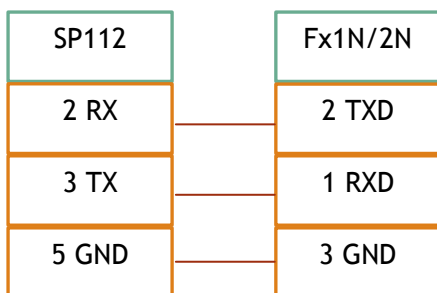 SP112 Fx1N/2N
2 RX 2 TXD
3 TX 1 RXD
5 GND 3 GND